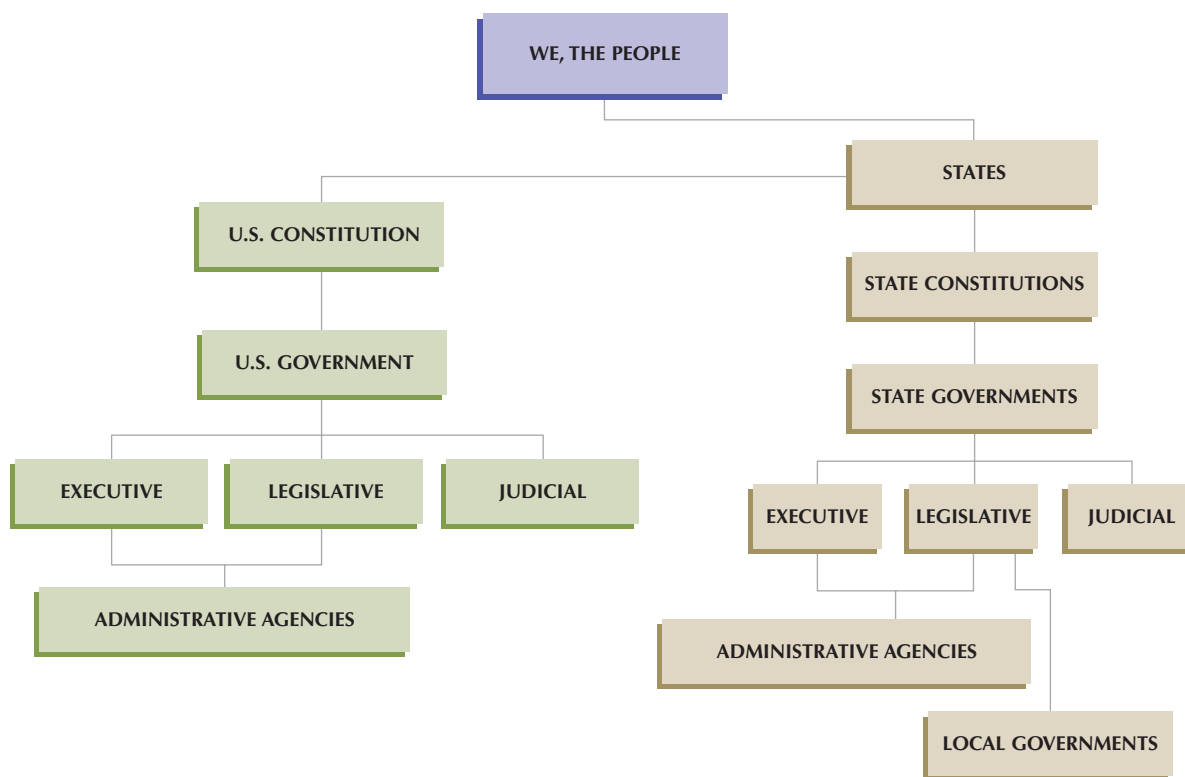 WE, THE PEOPLE
STATES
U.S. CONSTITUTION
STATE CONSTITUTIONS
U.S. GOVERNMENT
STATE GOVERNMENTS
EXECUTIVE
LEGISLATIVE
JUDICIAL
EXECUTIVE
LEGISLATIVE
JUDICIAL
ADMINISTRATIVE AGENCIES
ADMINISTRATIVE AGENCIES
LOCAL GOVERNMENTS